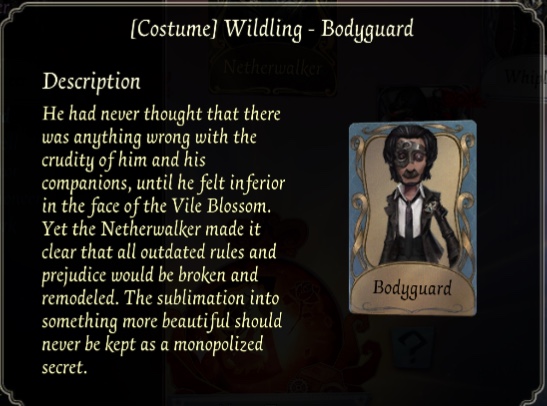 [Costume] Wildling - Bodyguard
Netherwalker
Description
He had never thought that there
was anything wrong with the
crudity of him and his
companions, until he felt inferior
in the face of the Vile Blossom.
Yet the Netherwalker made it
clear that all outdated rules and
prejudice would be broken and
remodeled. The sublimation into
something more beautiful should
never be kept as a monopolized
secret.
Bodyguard
?